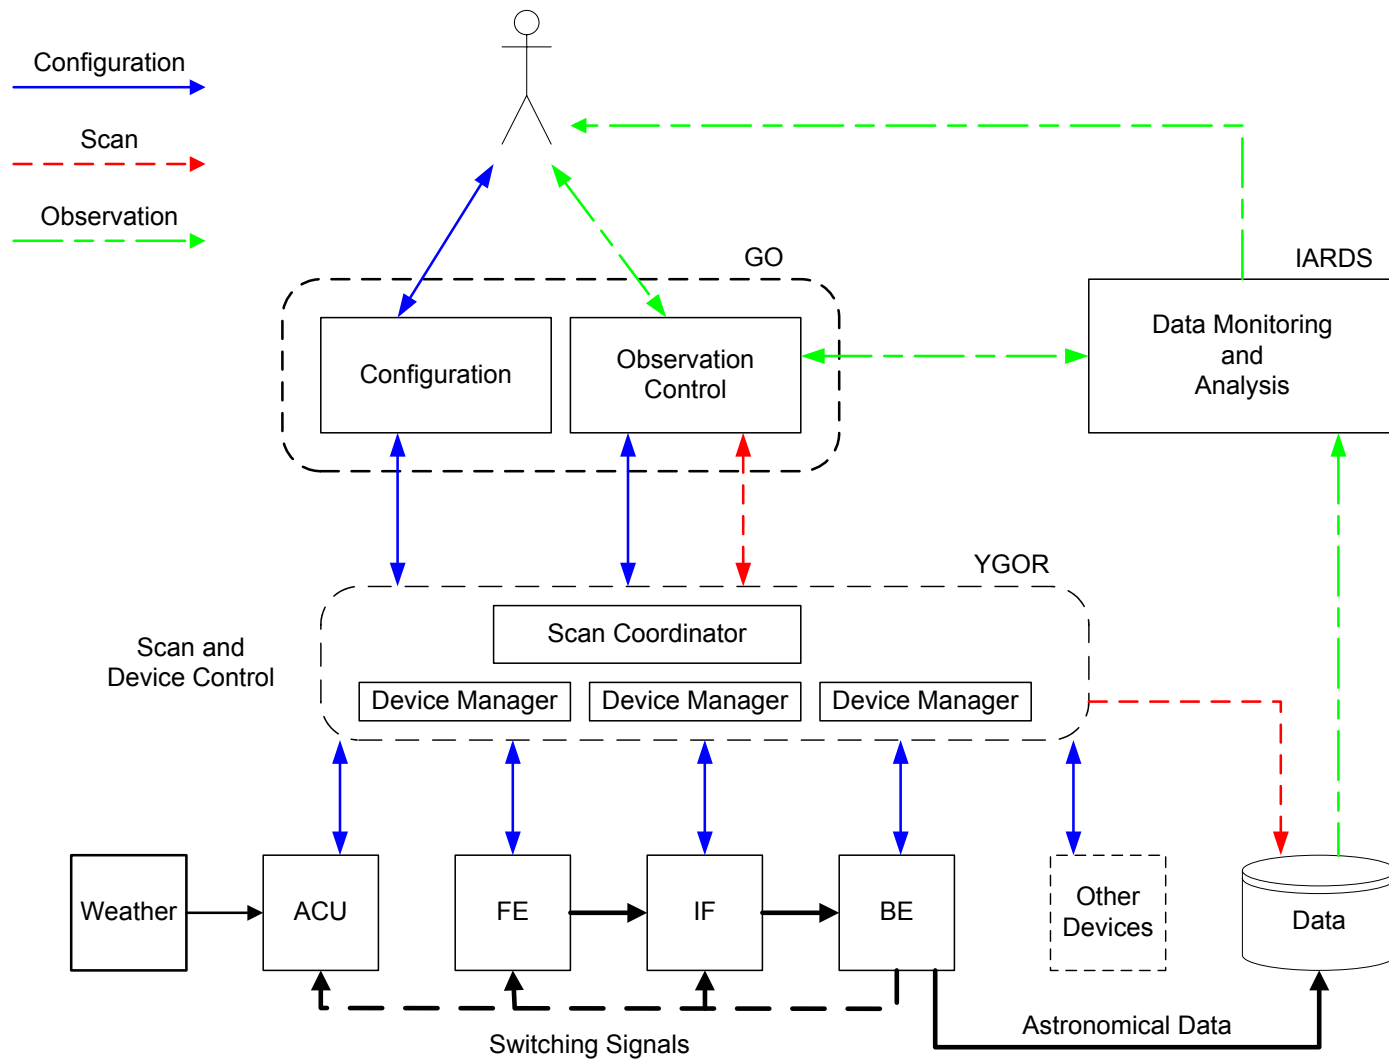 Configuration
Scan
Observation
GO
IARDS
Configuration
Observation
Control
Data Monitoring
and
Analysis
YGOR
Scan and
Device Control
Scan Coordinator
Device Manager
Device Manager
Device Manager
Weather
ACU
FE
IF
BE
Other
Devices
Data
Switching Signals
Astronomical Data